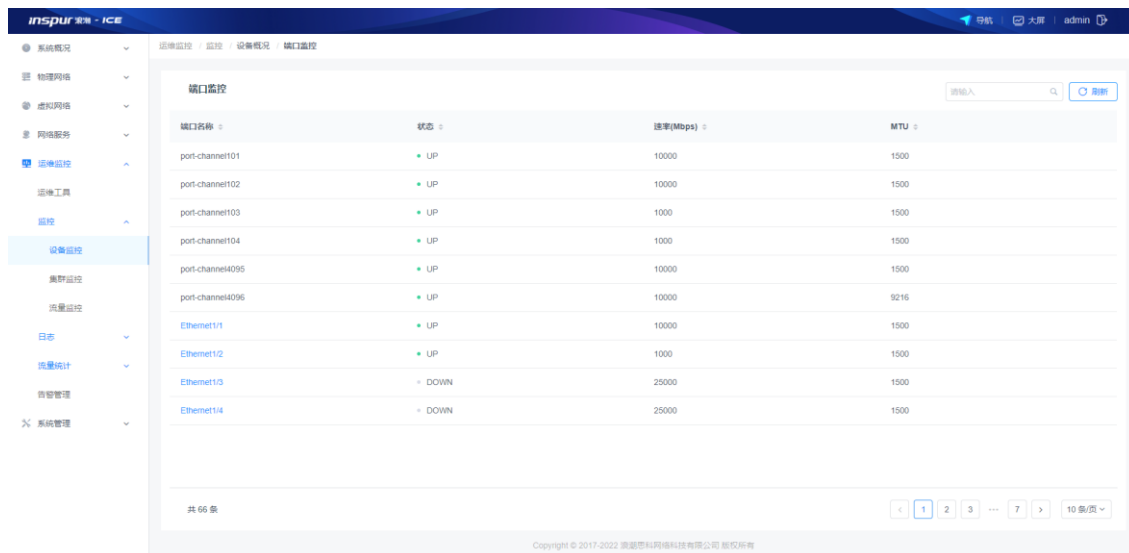 inspur 浪潮 - ICE
导航 | 大屏 | admin
系统概况
物理网络
虚拟网络
网络服务
运维监控
运维工具
监控
设备监控
集群监控
流量监控
日志
流量统计
告警管理
系统管理
运维监控 / 监控 / 设备概况 / 端口监控
端口监控
请输入
刷新
端口名称 状态 速率(Mbps) MTU
port-channel101 UP 10000 1500
port-channel102 UP 10000 1500
port-channel103 UP 1000 1500
port-channel104 UP 1000 1500
port-channel4095 UP 10000 1500
port-channel4096 UP 10000 9216
Ethernet1/1 UP 10000 1500
Ethernet1/2 UP 1000 1500
Ethernet1/3 DOWN 25000 1500
Ethernet1/4 DOWN 25000 1500
共 66 条
< 1 2 3 ··· 7 > 10 条/页
Copyright © 2017-2022 浪潮思科网络科技有限公司 版权所有